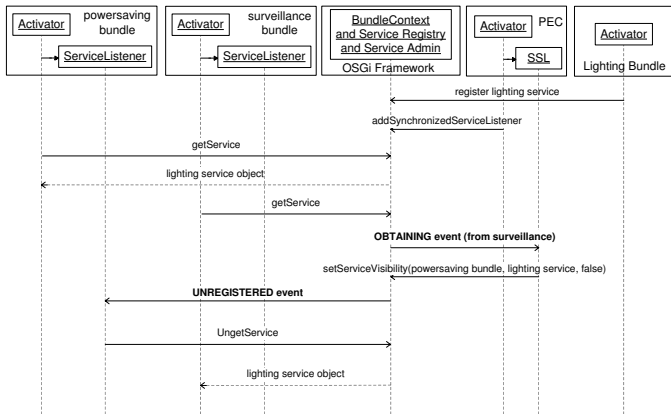 powersaving
bundle
Activator
ServiceListener
surveillance
bundle
Activator
ServiceListener
BundleContext
and Service Registry
and Service Admin
OSGi Framework
Activator
PEC
SSL
Activator
Lighting Bundle
register lighting service
addSynchronizedServiceListener
getService
lighting service object
getService
OBTAINING event (from surveillance)
setServiceVisibility(powersaving bundle, lighting service, false)
UNREGISTERED event
UngetService
lighting service object